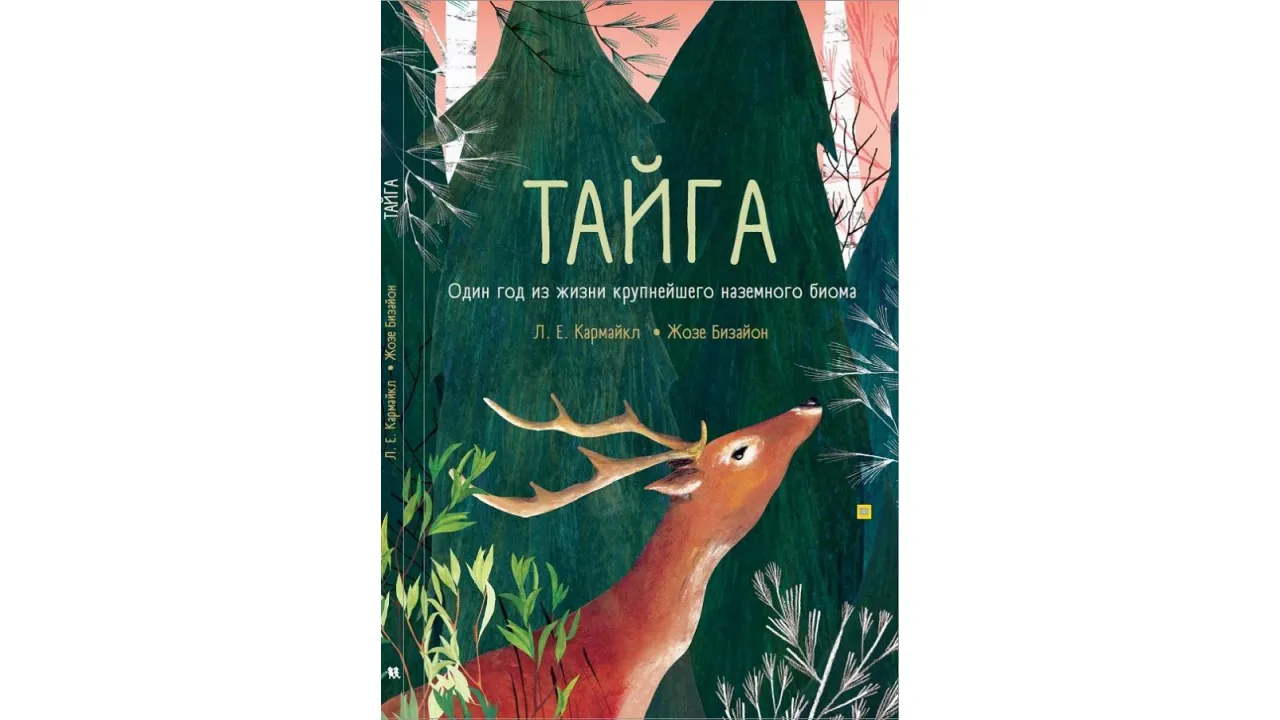 ТАЙГА
Один год из жизни крупнейшего наземного биома
Л. Е. Кармайкл • Жозе Бизайон
Л. Е. Кармайкл • Жозе Бизайон
ТАЙГА